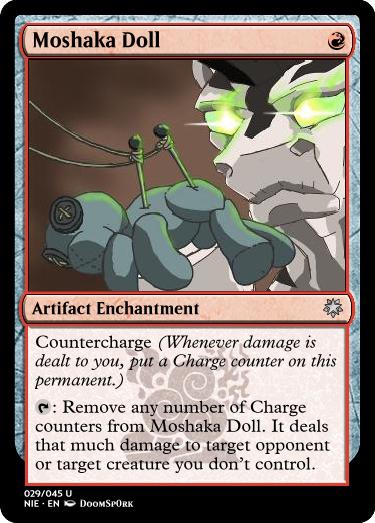 Moshaka Doll
Artifact Enchantment
Countercharge (Whenever damage is
dealt to you, put a Charge counter on this
permanent.)
: Remove any number of Charge
counters from Moshaka Doll. It deals
that much damage to target opponent
or target creature you don't control.
029/045 U
NIE · EN DoomSp0rk